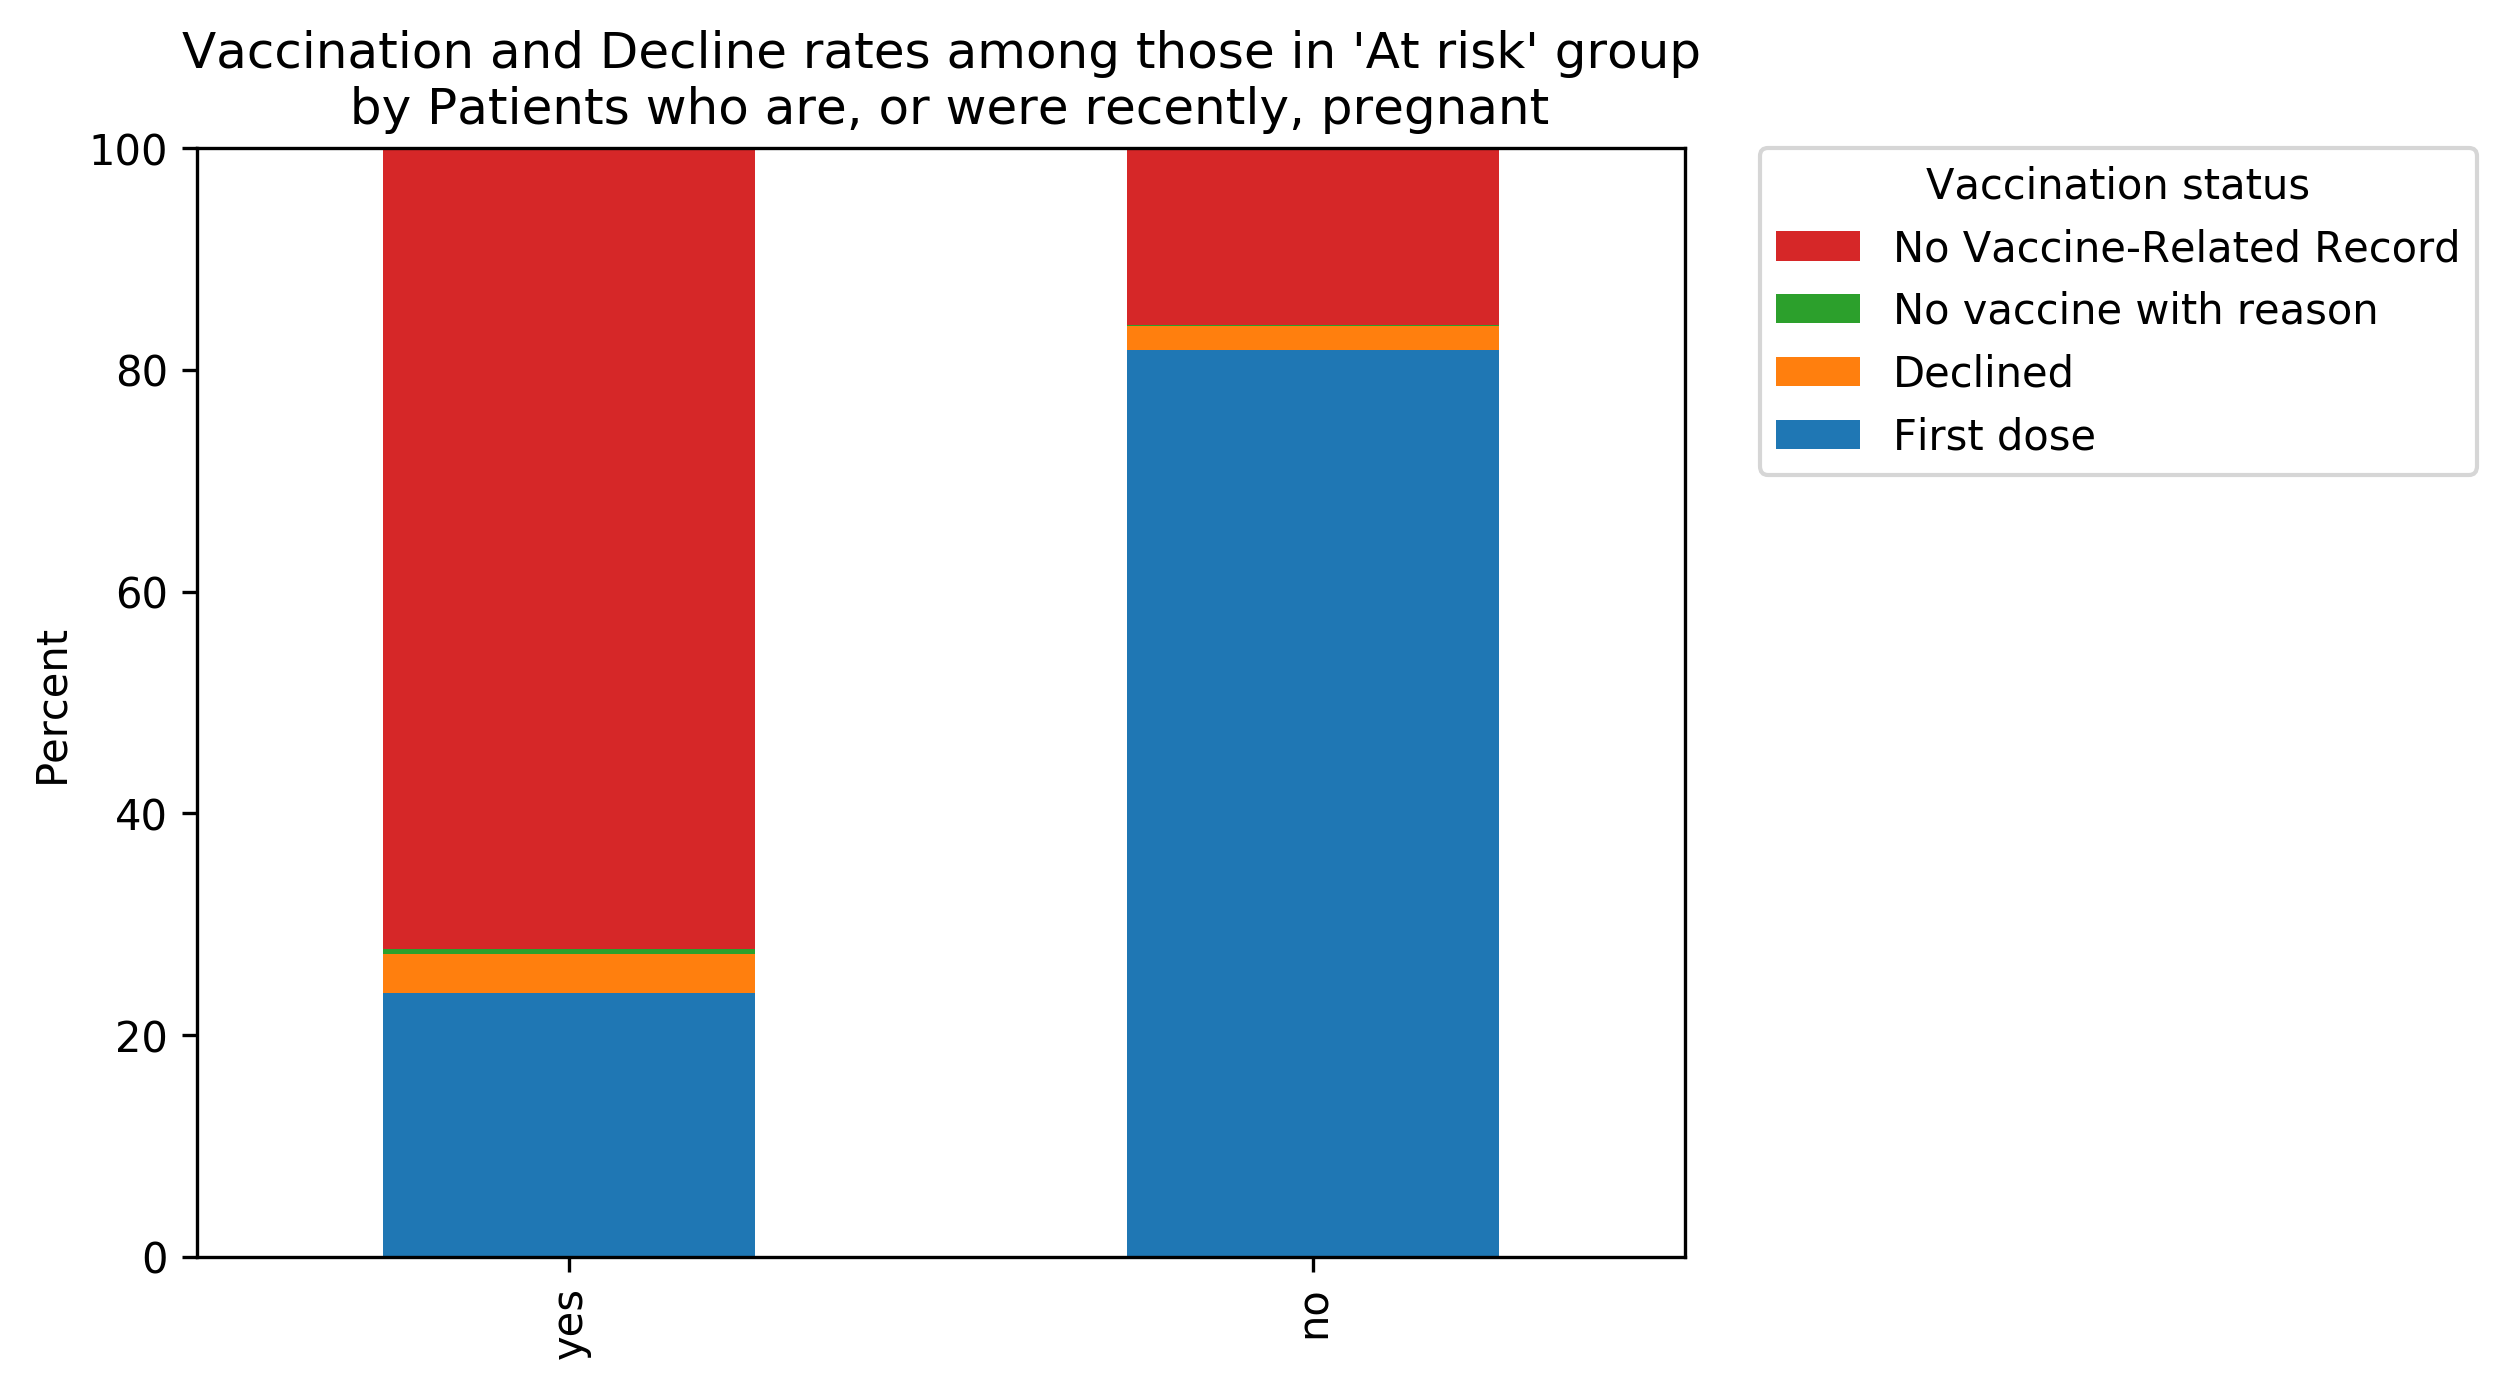 Vaccination and Decline rates among those in 'At risk' group
by Patients who are, or were recently, pregnant
100
80
60
40
20
0
Percent
yes
no
Vaccination status
No Vaccine-Related Record
No vaccine with reason
Declined
First dose